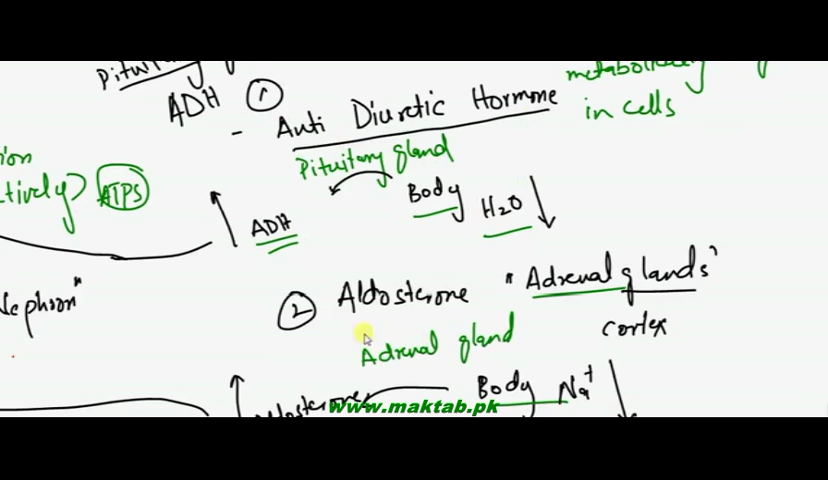 in cells
ADH ①
- Anti Diuretic Hormone
Pituitary gland
ATPS
Body H2O
ADH
② Aldosterone "Adrenal glands"
cortex
Adrenal gland
Body Na+
www.maktab.pk